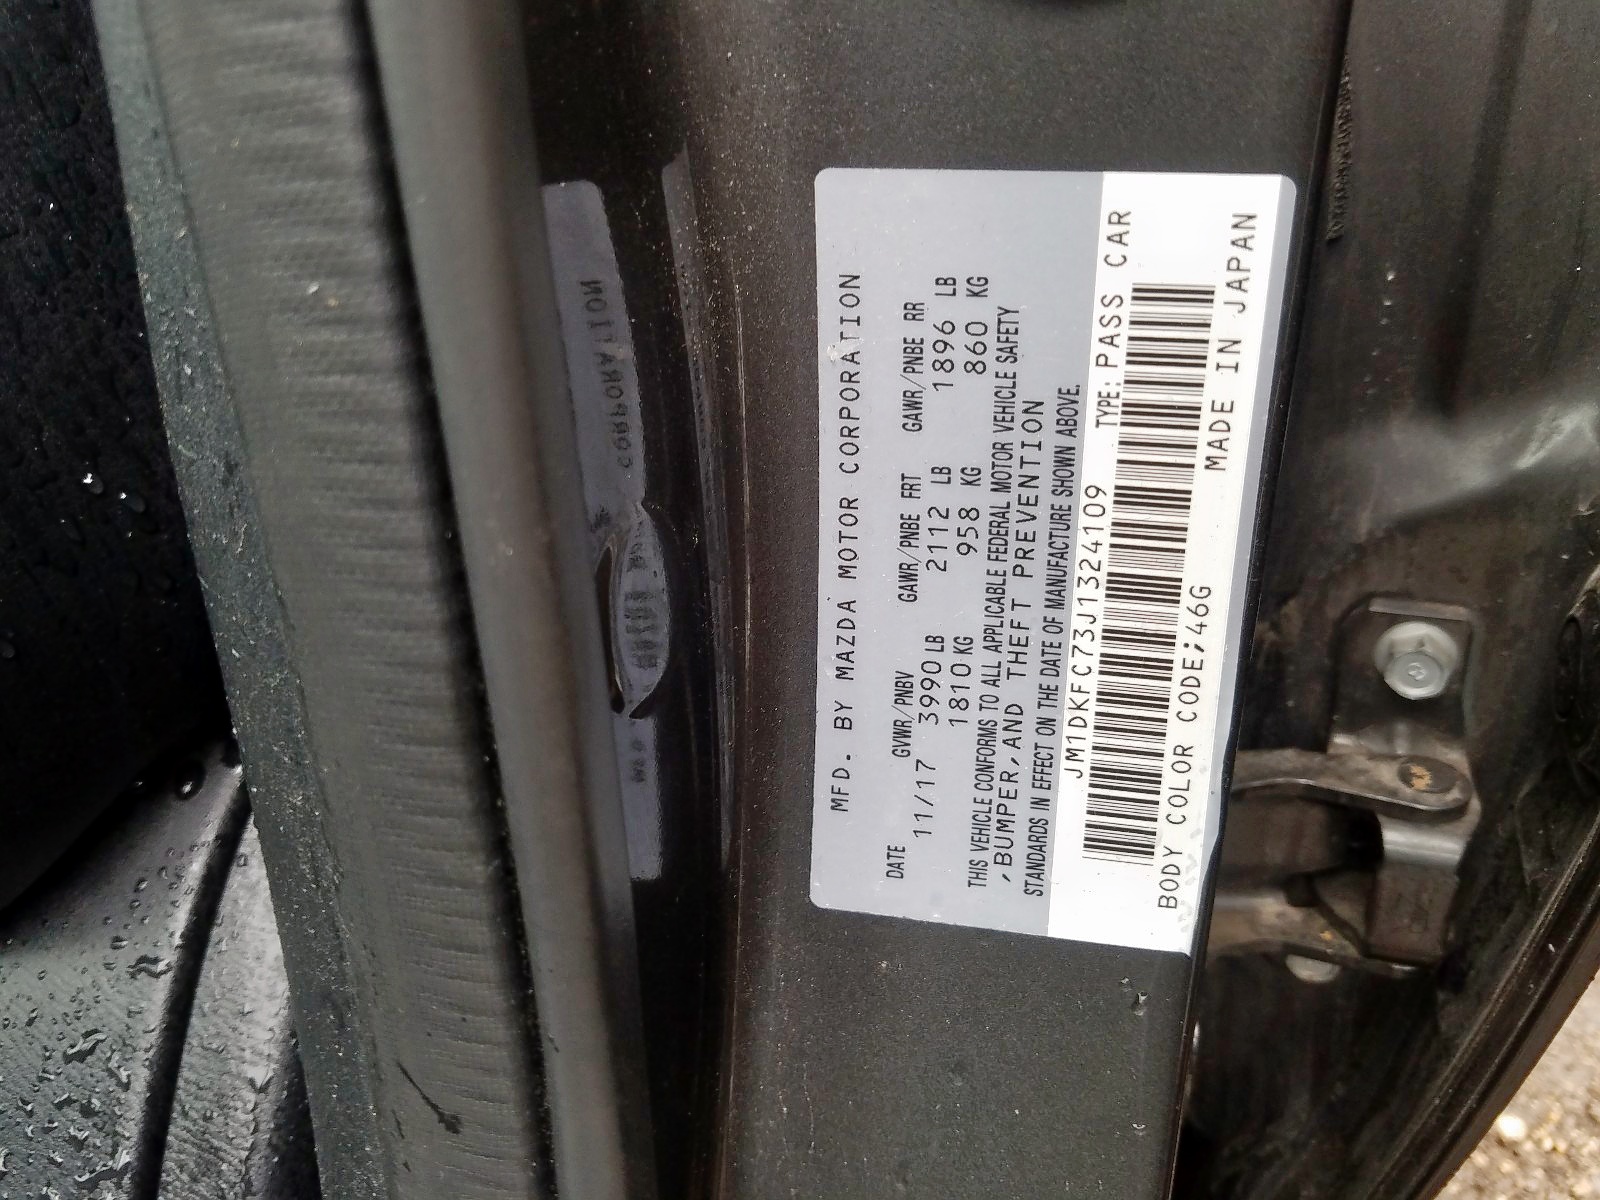 MFD. BY MAZDA MOTOR CORPORATION
DATE GVWR/PNBV GAWR/PNBE FRT GAWR/PNBE RR
11/17 3990 LB 2112 LB 1896 LB
1810 KG 958 KG 860 KG
THIS VEHICLE CONFORMS TO ALL APPLICABLE FEDERAL MOTOR VEHICLE SAFETY
, BUMPER, AND THEFT PREVENTION
STANDARDS IN EFFECT ON THE DATE OF MANUFACTURE SHOWN ABOVE.
JM1DKFC73J1324109 TYPE: PASS CAR
BODY COLOR CODE;46G MADE IN JAPAN
CORPORATION